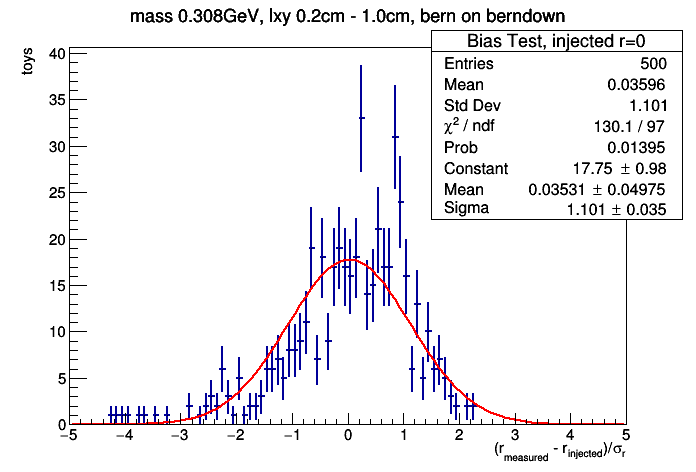 mass 0.308GeV, lxy 0.2cm - 1.0cm, bern on berndown
Bias Test, injected r=0
Entries 500
Mean 0.03596
Std Dev 1.101
χ² / ndf 130.1 / 97
Prob 0.01395
Constant 17.75 ± 0.98
Mean 0.03531 ± 0.04975
Sigma 1.101 ± 0.035
toys
40
35
30
25
20
15
10
5
0
−5 −4 −3 −2 −1 0 1 2 3 4 5
(r_measured - r_injected)/σ_r